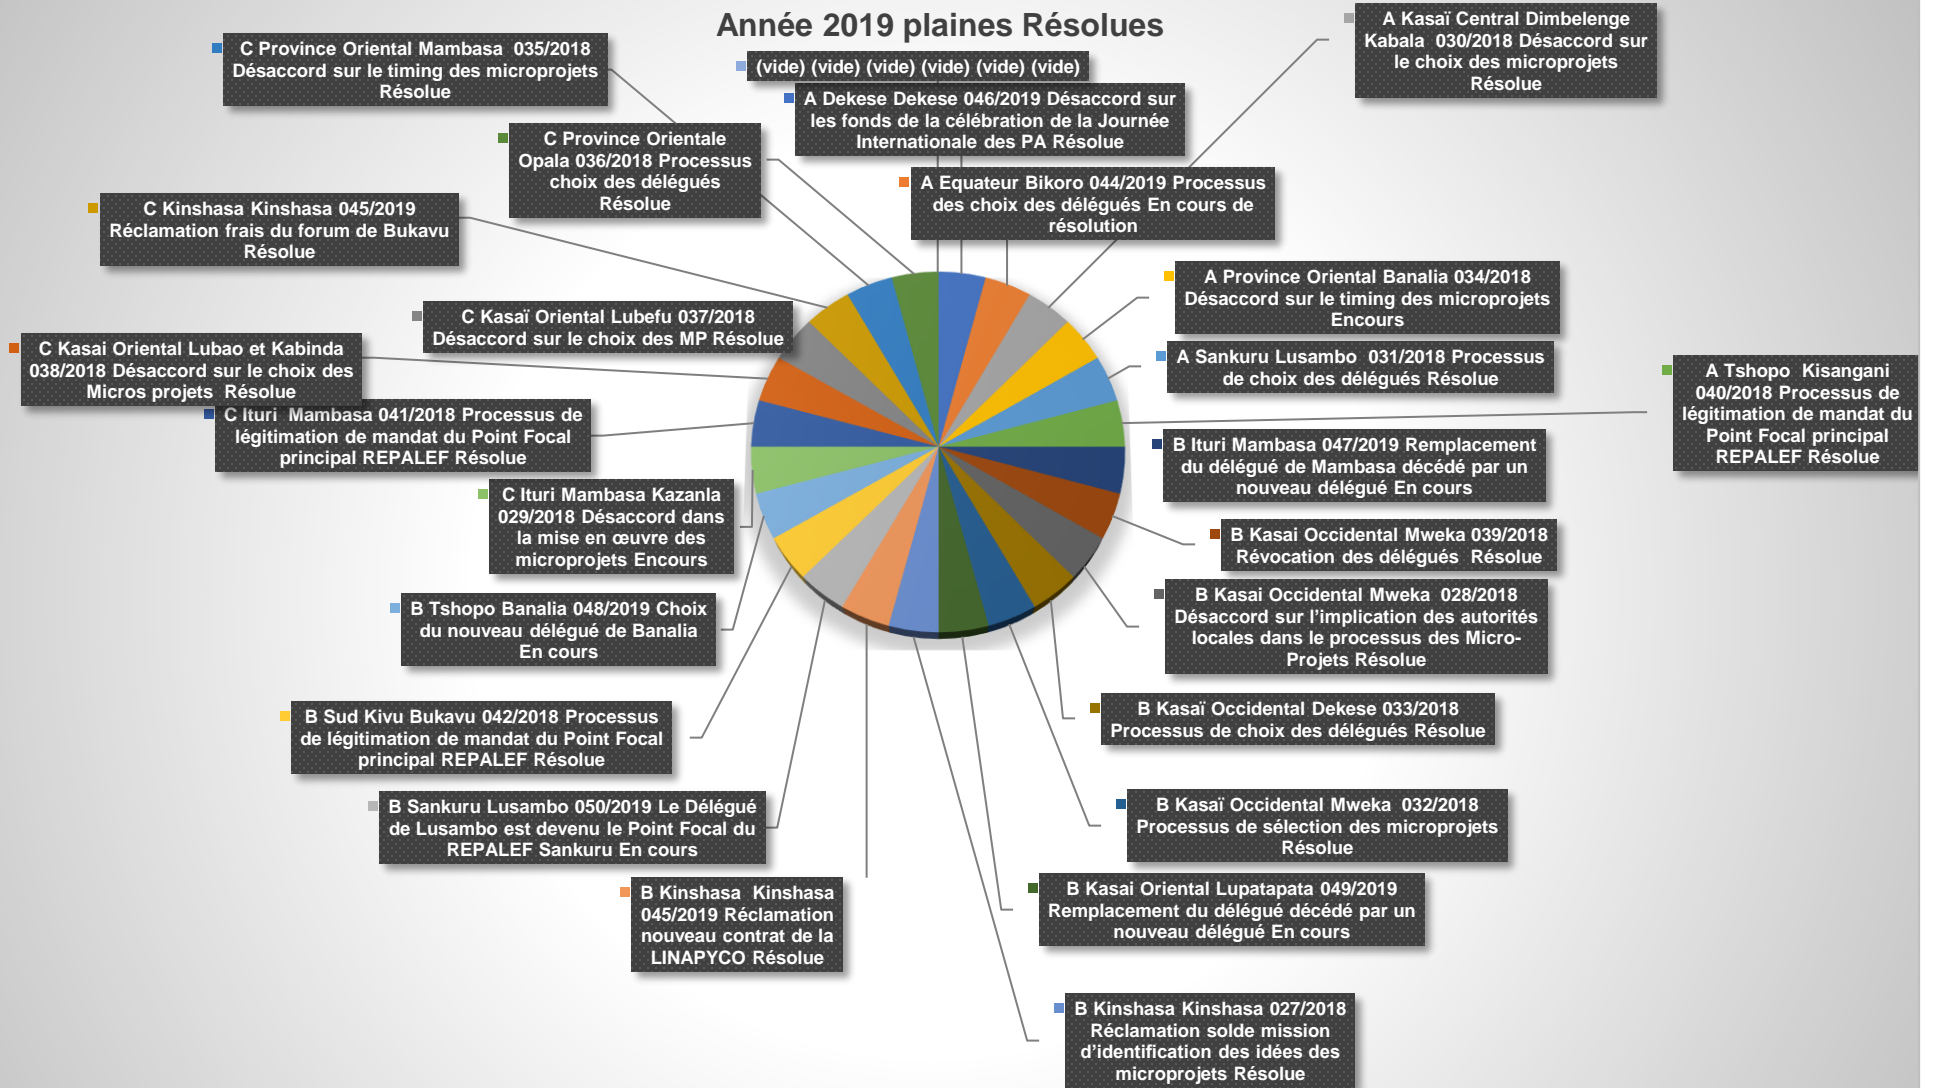 Année 2019 plaines Résolues
(vide) (vide) (vide) (vide) (vide) (vide)
A Dekese Dekese 046/2019 Désaccord sur
les fonds de la célébration de la Journée
Internationale des PA Résolue
A Equateur Bikoro 044/2019 Processus
des choix des délégués En cours de
résolution
A Kasaï Central Dimbelenge
Kabala 030/2018 Désaccord sur
le choix des microprojets
Résolue
A Province Oriental Banalia 034/2018
Désaccord sur le timing des microprojets
Encours
A Sankuru Lusambo 031/2018 Processus
de choix des délégués Résolue
A Tshopo Kisangani
040/2018 Processus de
légitimation de mandat du
Point Focal principal
REPALEF Résolue
B Ituri Mambasa 047/2019 Remplacement
du délégué de Mambasa décédé par un
nouveau délégué En cours
B Kasai Occidental Mweka 039/2018
Révocation des délégués Résolue
B Kasai Occidental Mweka 028/2018
Désaccord sur l'implication des autorités
locales dans le processus des Micro-
Projets Résolue
B Kasaï Occidental Dekese 033/2018
Processus de choix des délégués Résolue
B Kasaï Occidental Mweka 032/2018
Processus de sélection des microprojets
Résolue
B Kasai Oriental Lupatapata 049/2019
Remplacement du délégué décédé par un
nouveau délégué En cours
B Kinshasa Kinshasa 027/2018
Réclamation solde mission
d'identification des idées des
microprojets Résolue
B Kinshasa Kinshasa
045/2019 Réclamation
nouveau contrat de la
LINAPYCO Résolue
B Sankuru Lusambo 050/2019 Le Délégué
de Lusambo est devenu le Point Focal du
REPALEF Sankuru En cours
B Sud Kivu Bukavu 042/2018 Processus
de légitimation de mandat du Point Focal
principal REPALEF Résolue
B Tshopo Banalia 048/2019 Choix
du nouveau délégué de Banalia
En cours
C Ituri Mambasa Kazanla
029/2018 Désaccord dans
la mise en œuvre des
microprojets Encours
C Ituri Mambasa 041/2018 Processus de
légitimation de mandat du Point Focal
principal REPALEF Résolue
C Kasai Oriental Lubao et Kabinda
038/2018 Désaccord sur le choix des
Micros projets Résolue
C Kasaï Oriental Lubefu 037/2018
Désaccord sur le choix des MP Résolue
C Kinshasa Kinshasa 045/2019
Réclamation frais du forum de Bukavu
Résolue
C Province Oriental Mambasa 035/2018
Désaccord sur le timing des microprojets
Résolue
C Province Orientale
Opala 036/2018 Processus
choix des délégués
Résolue